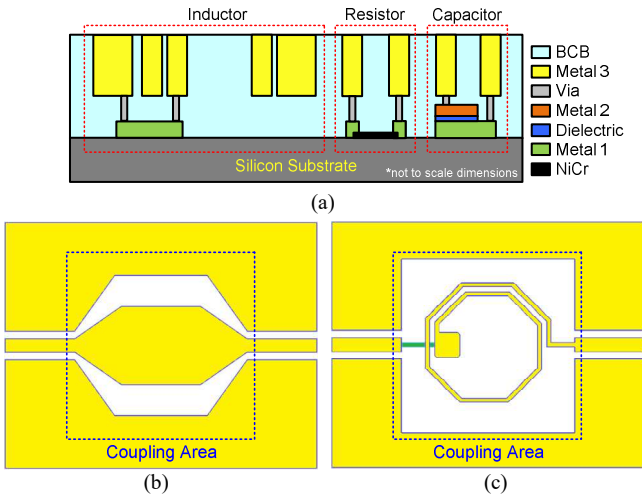 Inductor
Resistor
Capacitor
BCB
Metal 3
Via
Metal 2
Dielectric
Metal 1
NiCr
Silicon Substrate
*not to scale dimensions
(a)
Coupling Area
Coupling Area
(b)
(c)